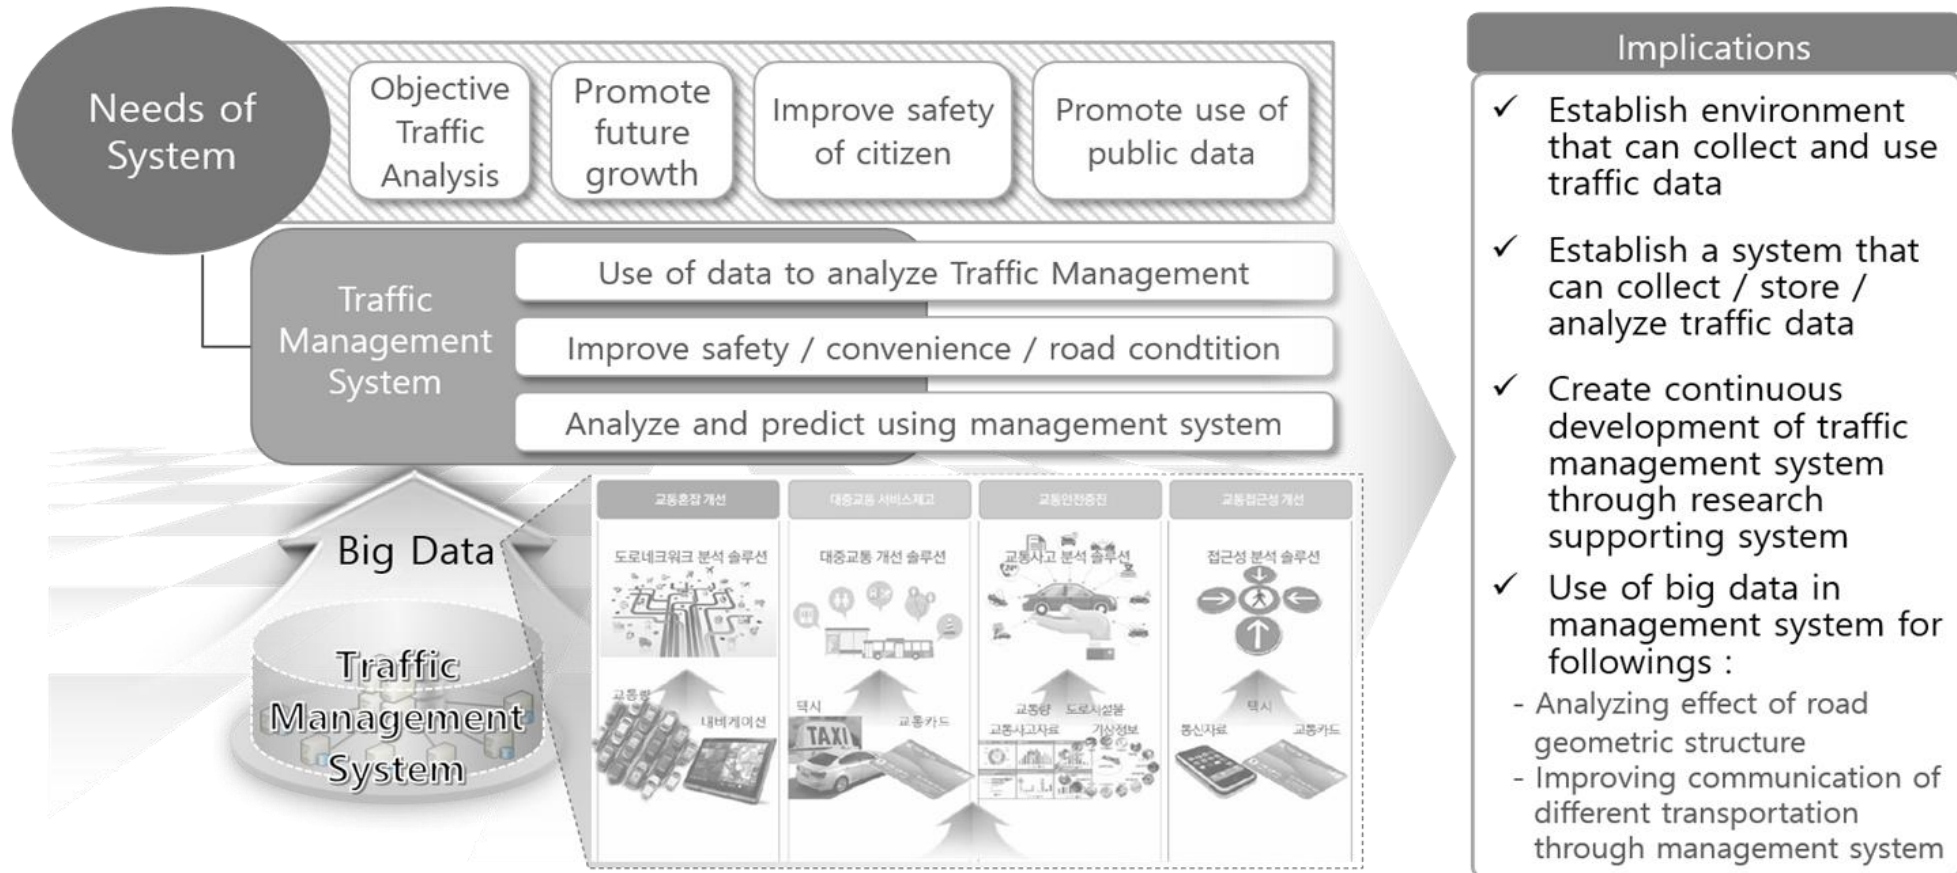 Needs of
System
Objective
Traffic
Analysis
Promote
future
growth
Improve safety
of citizen
Promote use of
public data
Traffic
Management
System
Use of data to analyze Traffic Management
Improve safety / convenience / road condtition
Analyze and predict using management system
Big Data
Traffic
Management
System
교통혼잡 개선
도로네크워크 분석 솔루션
교통량
내비게이션
대중교통 서비스제고
대중교통 개선 솔루션
택시
교통카드
TAXI
교통안전증진
교통사고 분석 솔루션
교통량 도로시설물
교통사고자료 기상정보
교통접근성 개선
접근성 분석 솔루션
택시
통신자료 교통카드
Implications
✓ Establish environment
that can collect and use
traffic data
✓ Establish a system that
can collect / store /
analyze traffic data
✓ Create continuous
development of traffic
management system
through research
supporting system
✓ Use of big data in
management system for
followings :
- Analyzing effect of road
geometric structure
- Improving communication of
different transportation
through management system